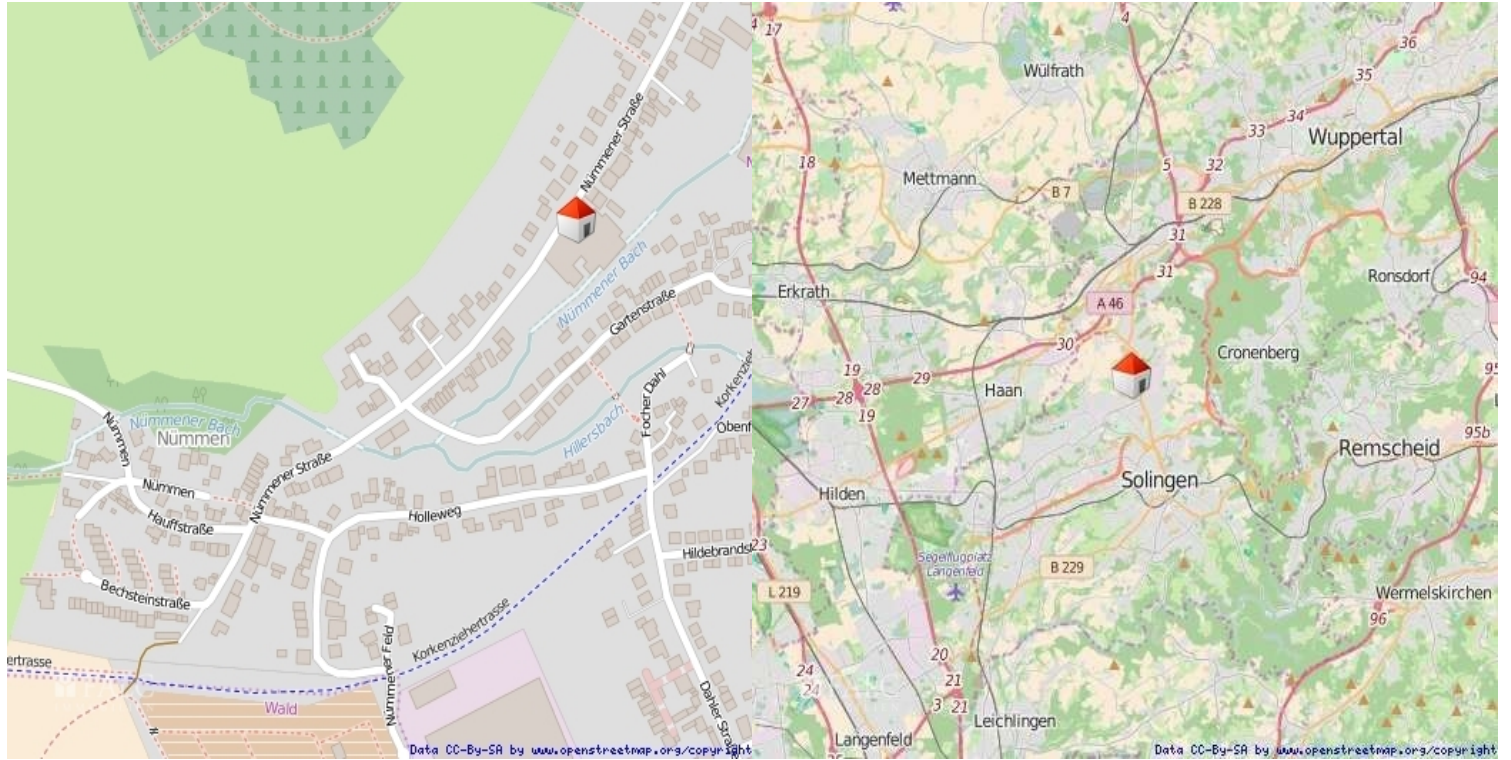 Nümmener Straße
Nümmener Bach
Gartenstraße
Nümmen
Nümmener Bach
Nümmen
Focher Dahl
Hillersbach
Nümmener Straße
Nümmen
Hauffstraße
Holleweg
Bechsteinstraße
Korkenziehertrasse
Nümmener Feld
Dahler Stra
ertrasse
Wald
Data CC-By-SA by www.openstreetmap.org/copyright
17
4
36
Wülfrath
35
34
33
Wuppertal
18
5
32
Mettmann
B 7
B 228
31
31
Ronsdorf
94
Erkrath
A 46
30
Cronenberg
19
28
29
Haan
27
28
19
95b
Remscheid
Solingen
Hilden
23
Segelflugplatz
Langenfeld
B 229
L 219
Wermelskirchen
96
20
24
24
21
3
21
Leichlingen
Langenfeld
Data CC-By-SA by www.openstreetmap.org/copyright